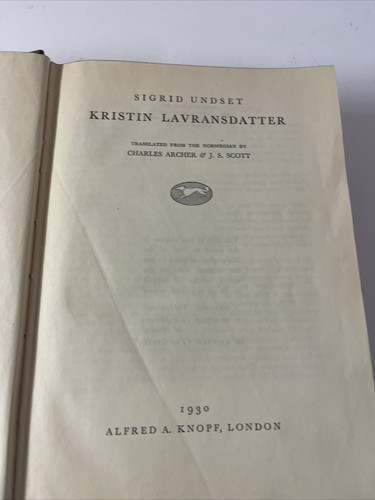 SIGRID UNDSET
KRISTIN LAVRANSDATTER
TRANSLATED FROM THE NORWEGIAN BY
CHARLES ARCHER & J. S. SCOTT
1930
ALFRED A. KNOPF, LONDON